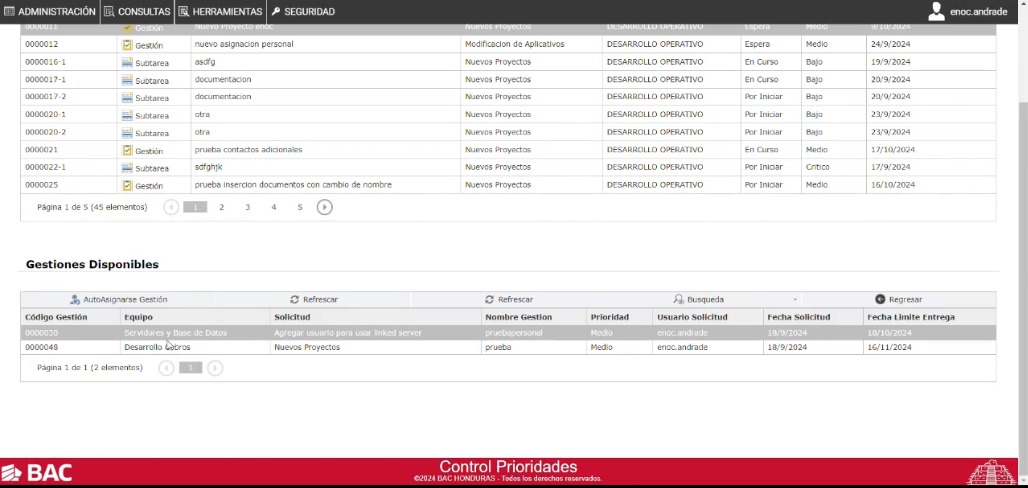 ADMINISTRACIÓN CONSULTAS HERRAMIENTAS SEGURIDAD enoc.andrade
0000011 Gestión Nuevo Proyecto enoc Nuevos Proyectos DESARROLLO OPERATIVO Espera Medio 9/10/2024
0000012 Gestión nuevo asignacion personal Modificacion de Aplicativos DESARROLLO OPERATIVO Espera Medio 24/9/2024
0000016-1 Subtarea asdfg Nuevos Proyectos DESARROLLO OPERATIVO En Curso Bajo 19/9/2024
0000017-1 Subtarea documentacion Nuevos Proyectos DESARROLLO OPERATIVO En Curso Bajo 20/9/2024
0000017-2 Subtarea documentacion Nuevos Proyectos DESARROLLO OPERATIVO Por Iniciar Bajo 20/9/2024
0000020-1 Subtarea otra Nuevos Proyectos DESARROLLO OPERATIVO Por Iniciar Bajo 23/9/2024
0000020-2 Subtarea otra Nuevos Proyectos DESARROLLO OPERATIVO Por Iniciar Bajo 23/9/2024
0000021 Gestión prueba contactos adicionales Nuevos Proyectos DESARROLLO OPERATIVO En Curso Medio 17/10/2024
0000022-1 Subtarea sdfghjk Nuevos Proyectos DESARROLLO OPERATIVO Por Iniciar Critico 17/9/2024
0000025 Gestión prueba insercion documentos con cambio de nombre Nuevos Proyectos DESARROLLO OPERATIVO Por Iniciar Medio 16/10/2024
Página 1 de 5 (45 elementos) 1 2 3 4 5
Gestiones Disponibles
AutoAsignarse Gestión Refrescar Refrescar Busqueda Regresar
Código Gestión Equipo Solicitud Nombre Gestion Prioridad Usuario Solicitud Fecha Solicitud Fecha Limite Entrega
0000030 Servidores y Base de Datos Agregar usuario para usar linked server pruebapersonal Medio enoc.andrade 18/9/2024 18/10/2024
0000048 Desarrollo Cobros Nuevos Proyectos prueba Medio enoc.andrade 18/9/2024 16/11/2024
Página 1 de 1 (2 elementos) 1
BAC Control Prioridades
©2024 BAC HONDURAS - Todos los derechos reservados.